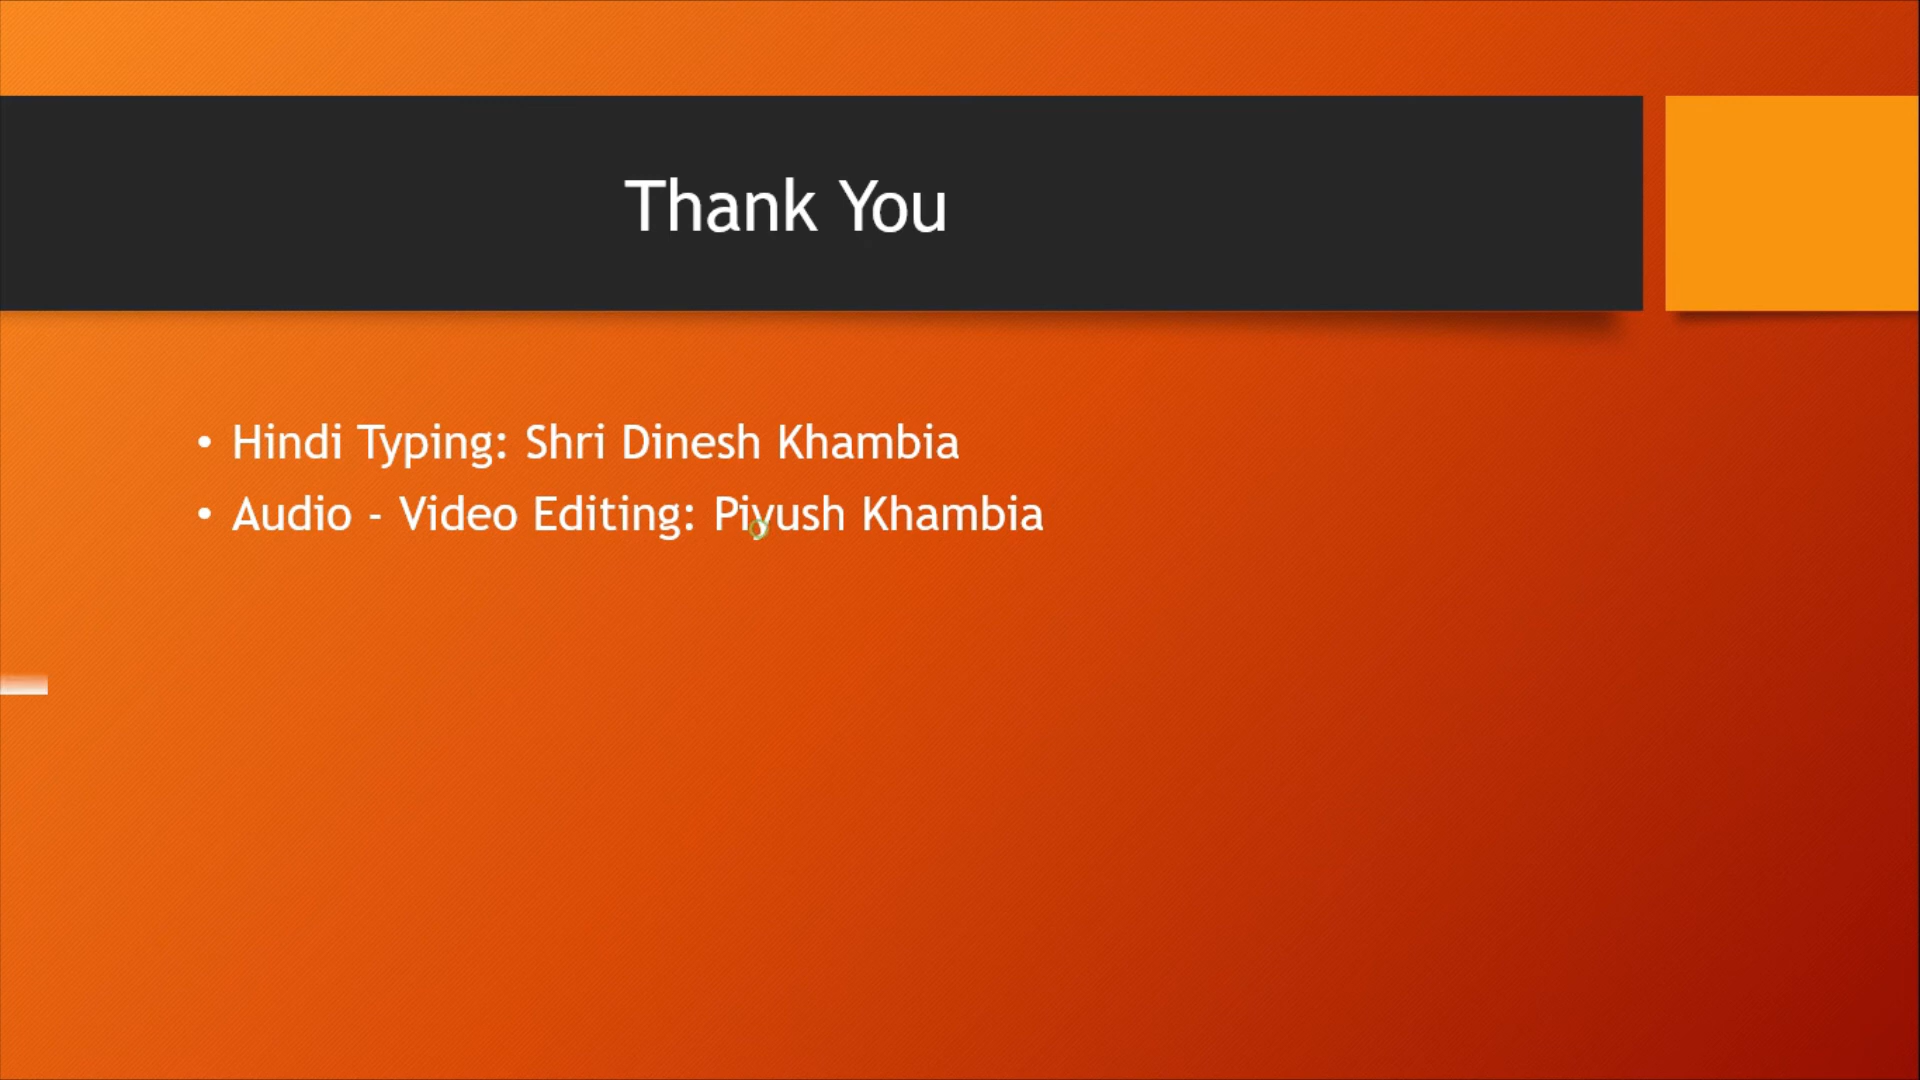 Thank You
• Hindi Typing: Shri Dinesh Khambia
• Audio - Video Editing: Piyush Khambia